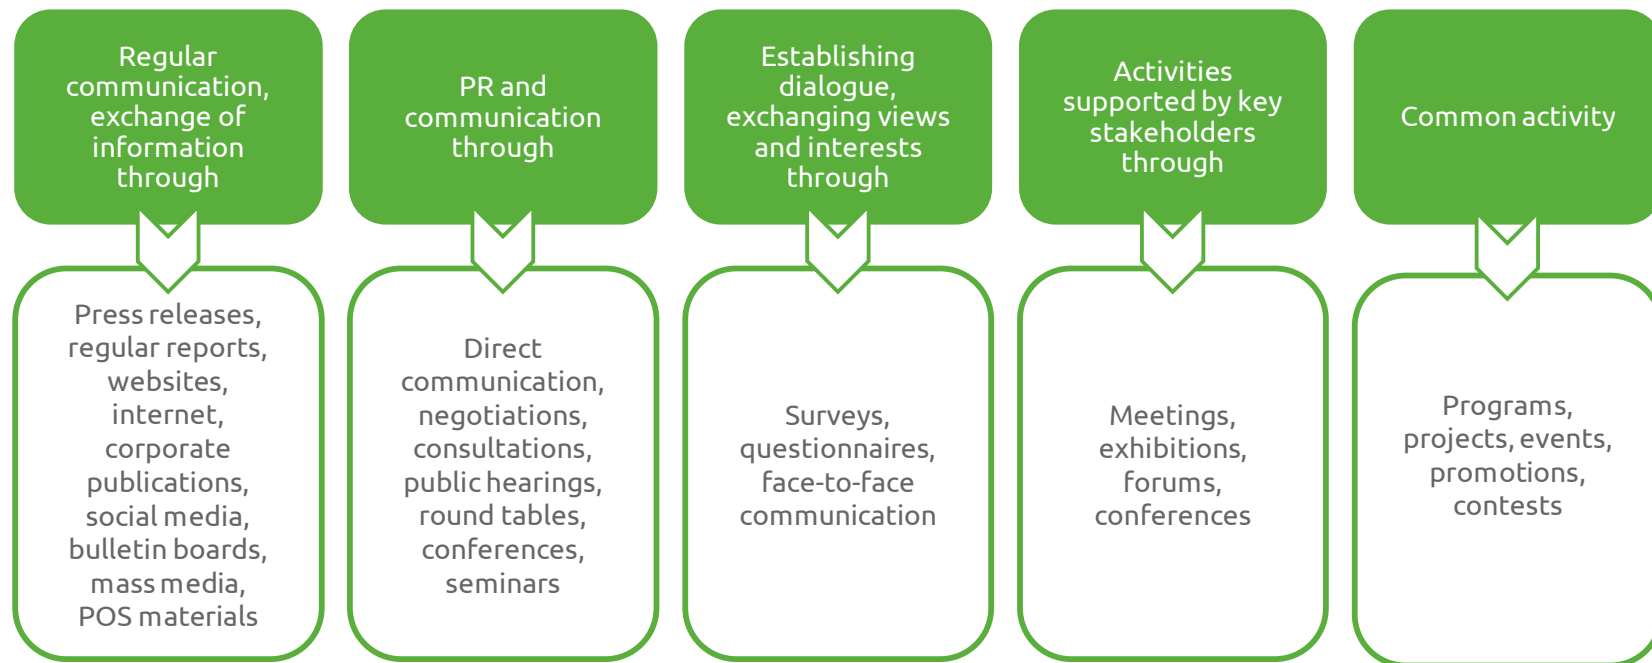 Regular
communication,
exchange of
information
through
PR and
communication
through
Establishing
dialogue,
exchanging views
and interests
through
Activities
supported by key
stakeholders
through
Common activity
Press releases,
regular reports,
websites,
internet,
corporate
publications,
social media,
bulletin boards,
mass media,
POS materials
Direct
communication,
negotiations,
consultations,
public hearings,
round tables,
conferences,
seminars
Surveys,
questionnaires,
face-to-face
communication
Meetings,
exhibitions,
forums,
conferences
Programs,
projects, events,
promotions,
contests